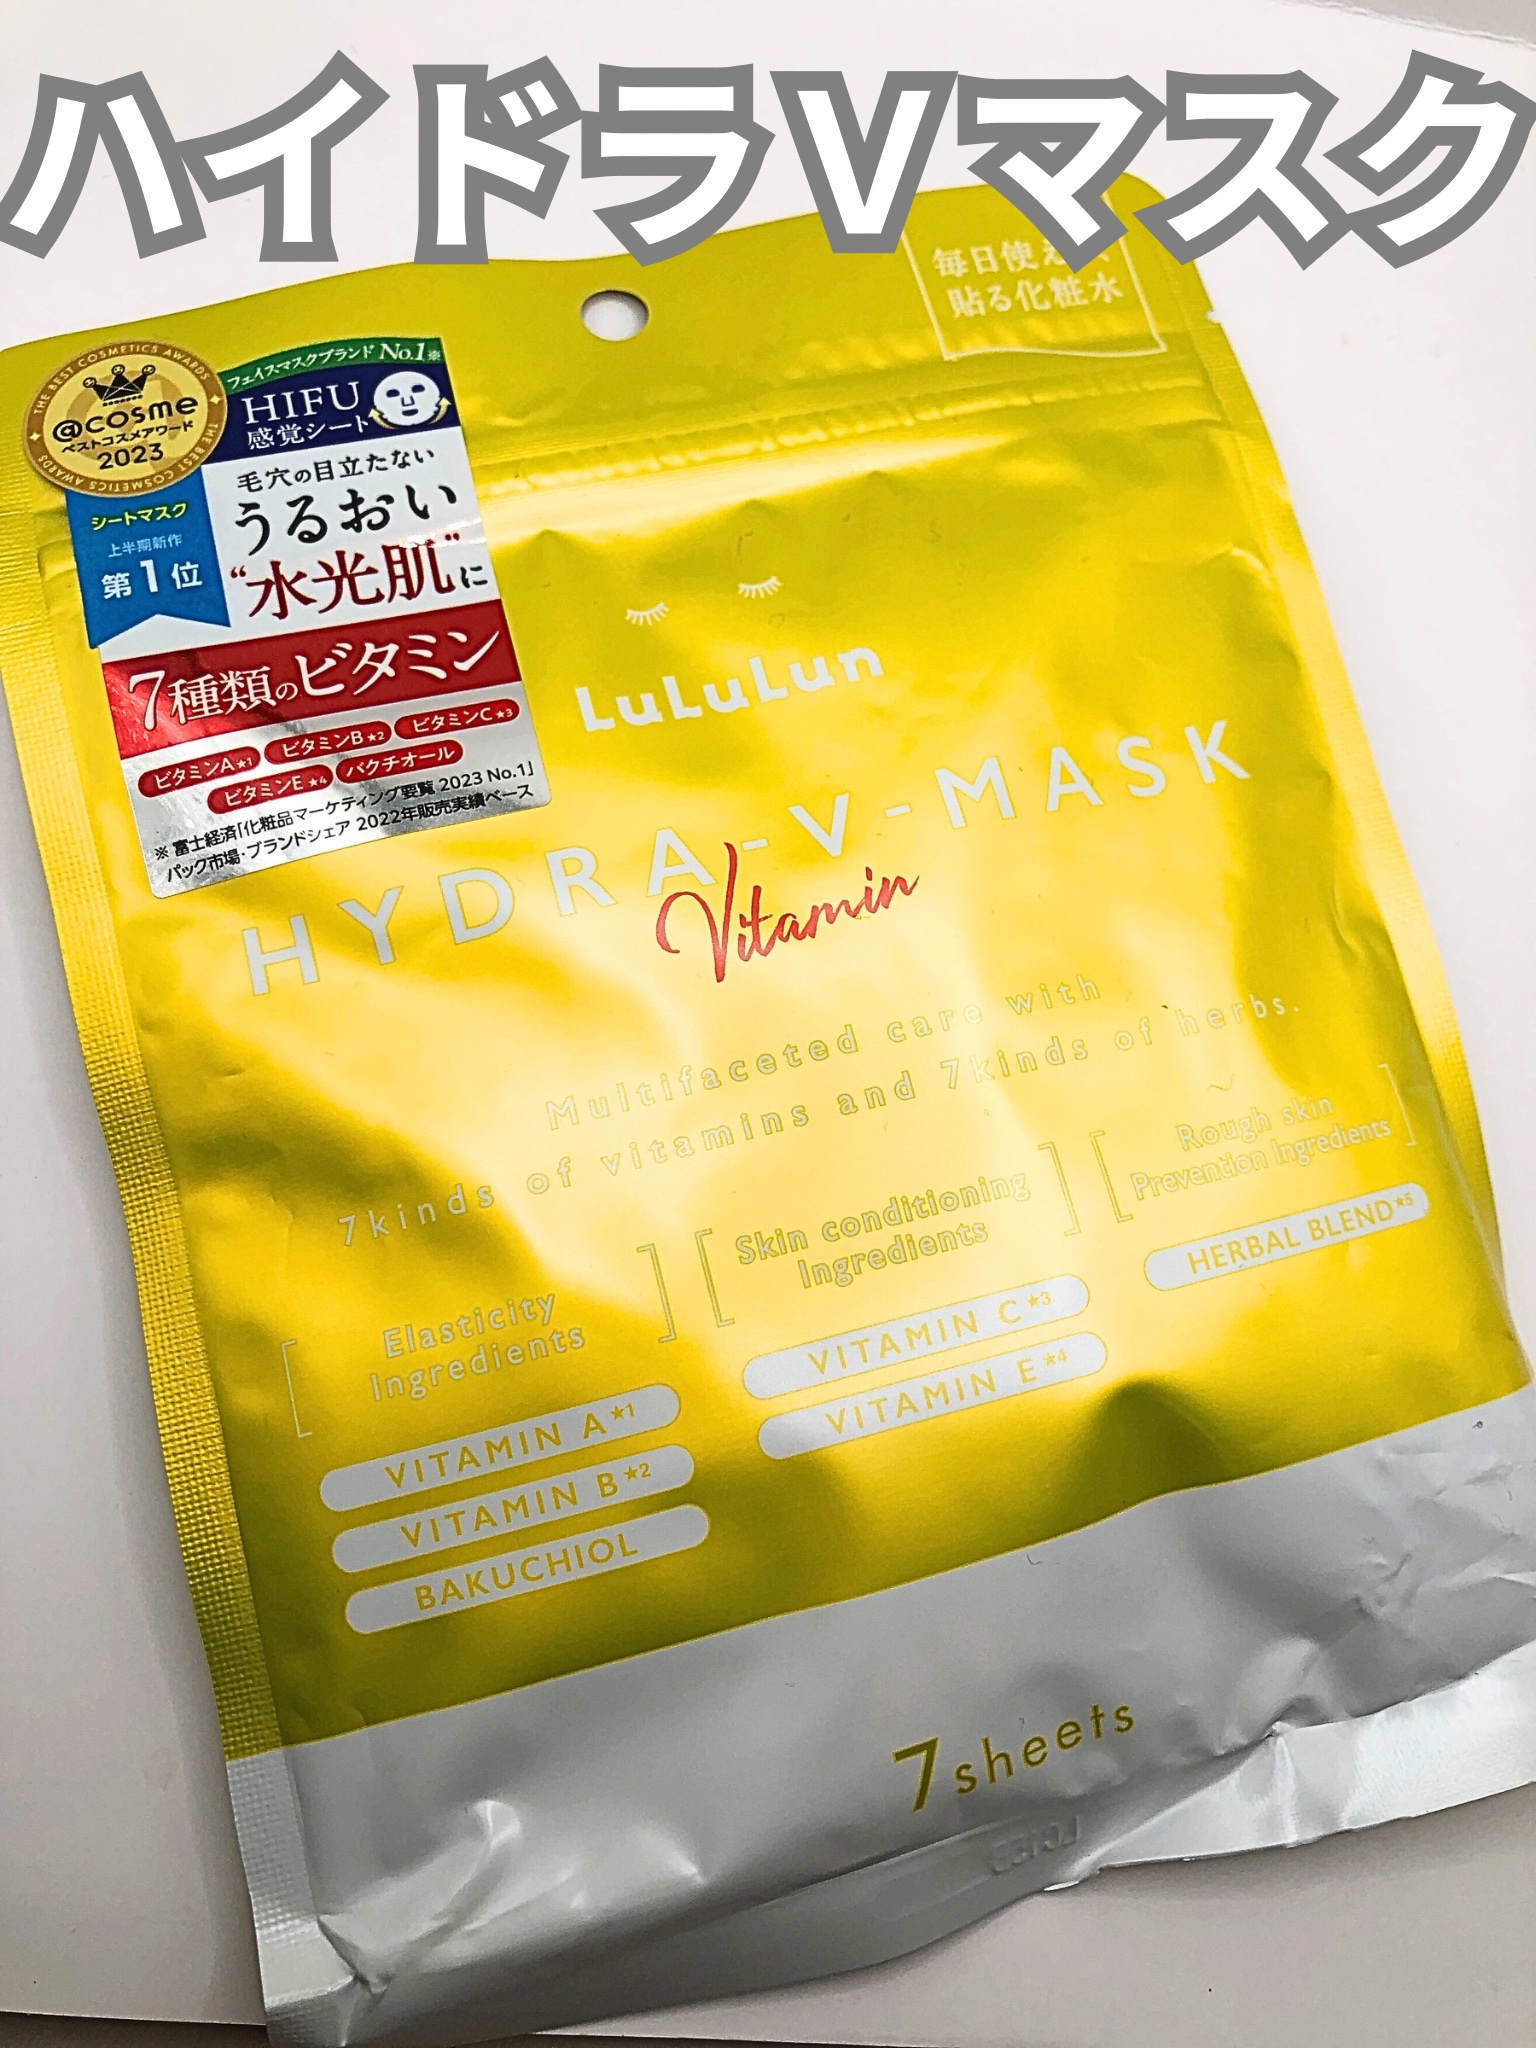 ハイドラVマスク
毎日使え
貼る化粧水
THE BEST COSMETICS AWARDS
@cosme
ベストコスメアワード
2023
THE BEST COSMETICS AWARDS
シートマスク
上半期新作
第1位
フェイスマスクブランド No.1※
HIFU
感覚シート
毛穴の目立たない
うるおい
“水光肌”に
7種類のビタミン
ビタミンA★1 ビタミンB★2 ビタミンC★3
ビタミンE★4 バクチオール
※ 富士経済「化粧品マーケティング要覧 2023 No.1」
パック市場・ブランドシェア 2022年販売実績ベース
LuLuLun
HYDRA-V-MASK
Vitamin
Multifaceted care with
7kinds of vitamins and 7kinds of herbs.
Elasticity
Ingredients
VITAMIN A★1
VITAMIN B★2
BAKUCHIOL
Skin conditioning
Ingredients
VITAMIN C★3
VITAMIN E★4
Rough skin
Prevention Ingredients
HERBAL BLEND★5
7sheets